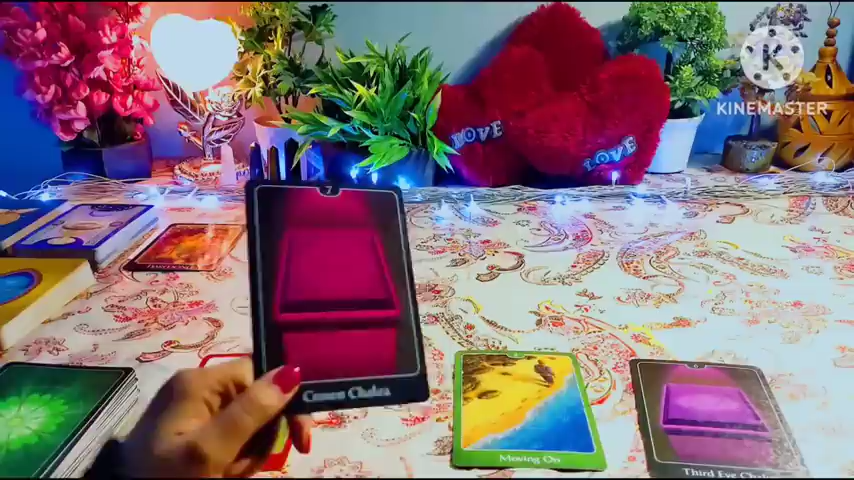 KINEMASTER
LOVE
LOVE
7
Crown Chakra
Moving On
Third Eye Chakra